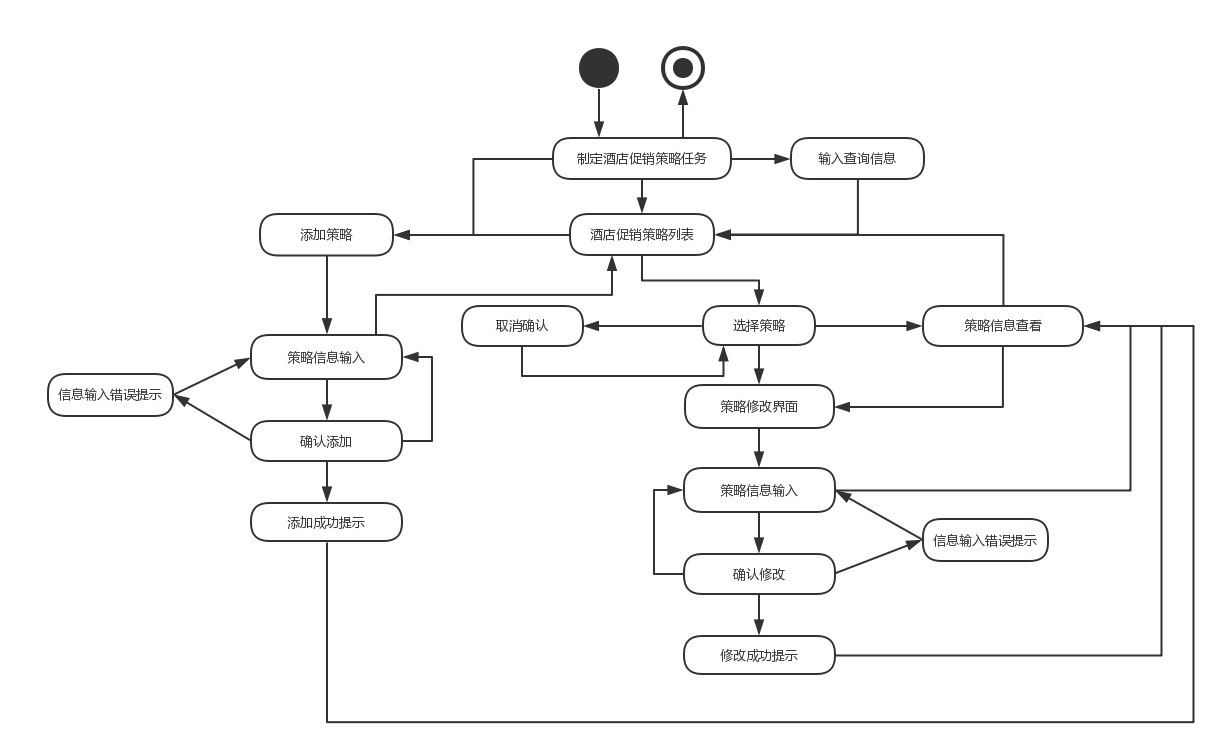 制定酒店促销策略任务
输入查询信息
添加策略
酒店促销策略列表
取消确认
选择策略
策略信息查看
策略信息输入
信息输入错误提示
策略修改界面
确认添加
策略信息输入
添加成功提示
信息输入错误提示
确认修改
修改成功提示